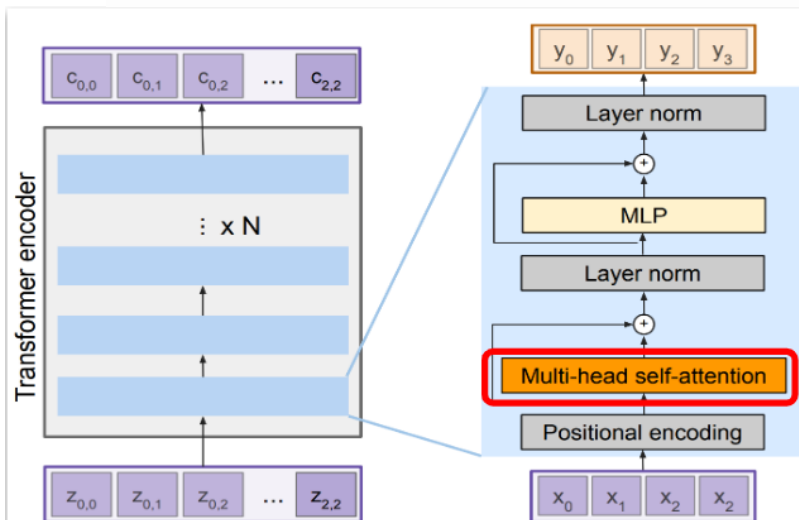 c0,0 c0,1 c0,2 ... c2,2
Transformer encoder
⋮ x N
z0,0 z0,1 z0,2 ... z2,2
y0 y1 y2 y3
Layer norm
+
MLP
Layer norm
+
Multi-head self-attention
Positional encoding
x0 x1 x2 x2